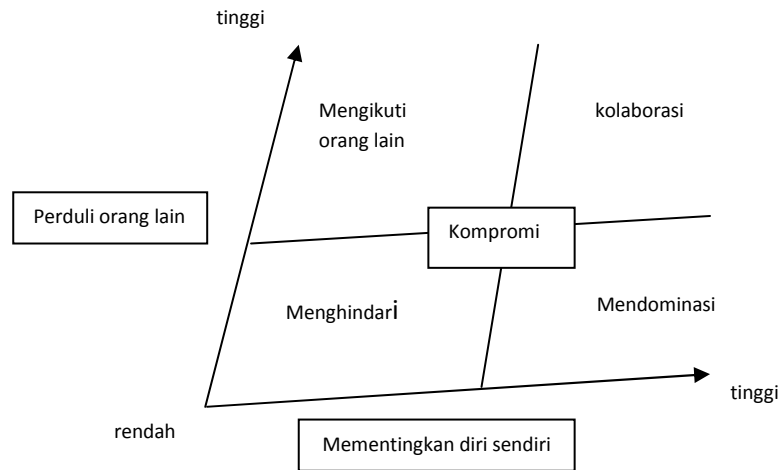 tinggi
Mengikuti
orang lain
kolaborasi
Perduli orang lain
Kompromi
Menghindari
Mendominasi
tinggi
rendah
Mementingkan diri sendiri